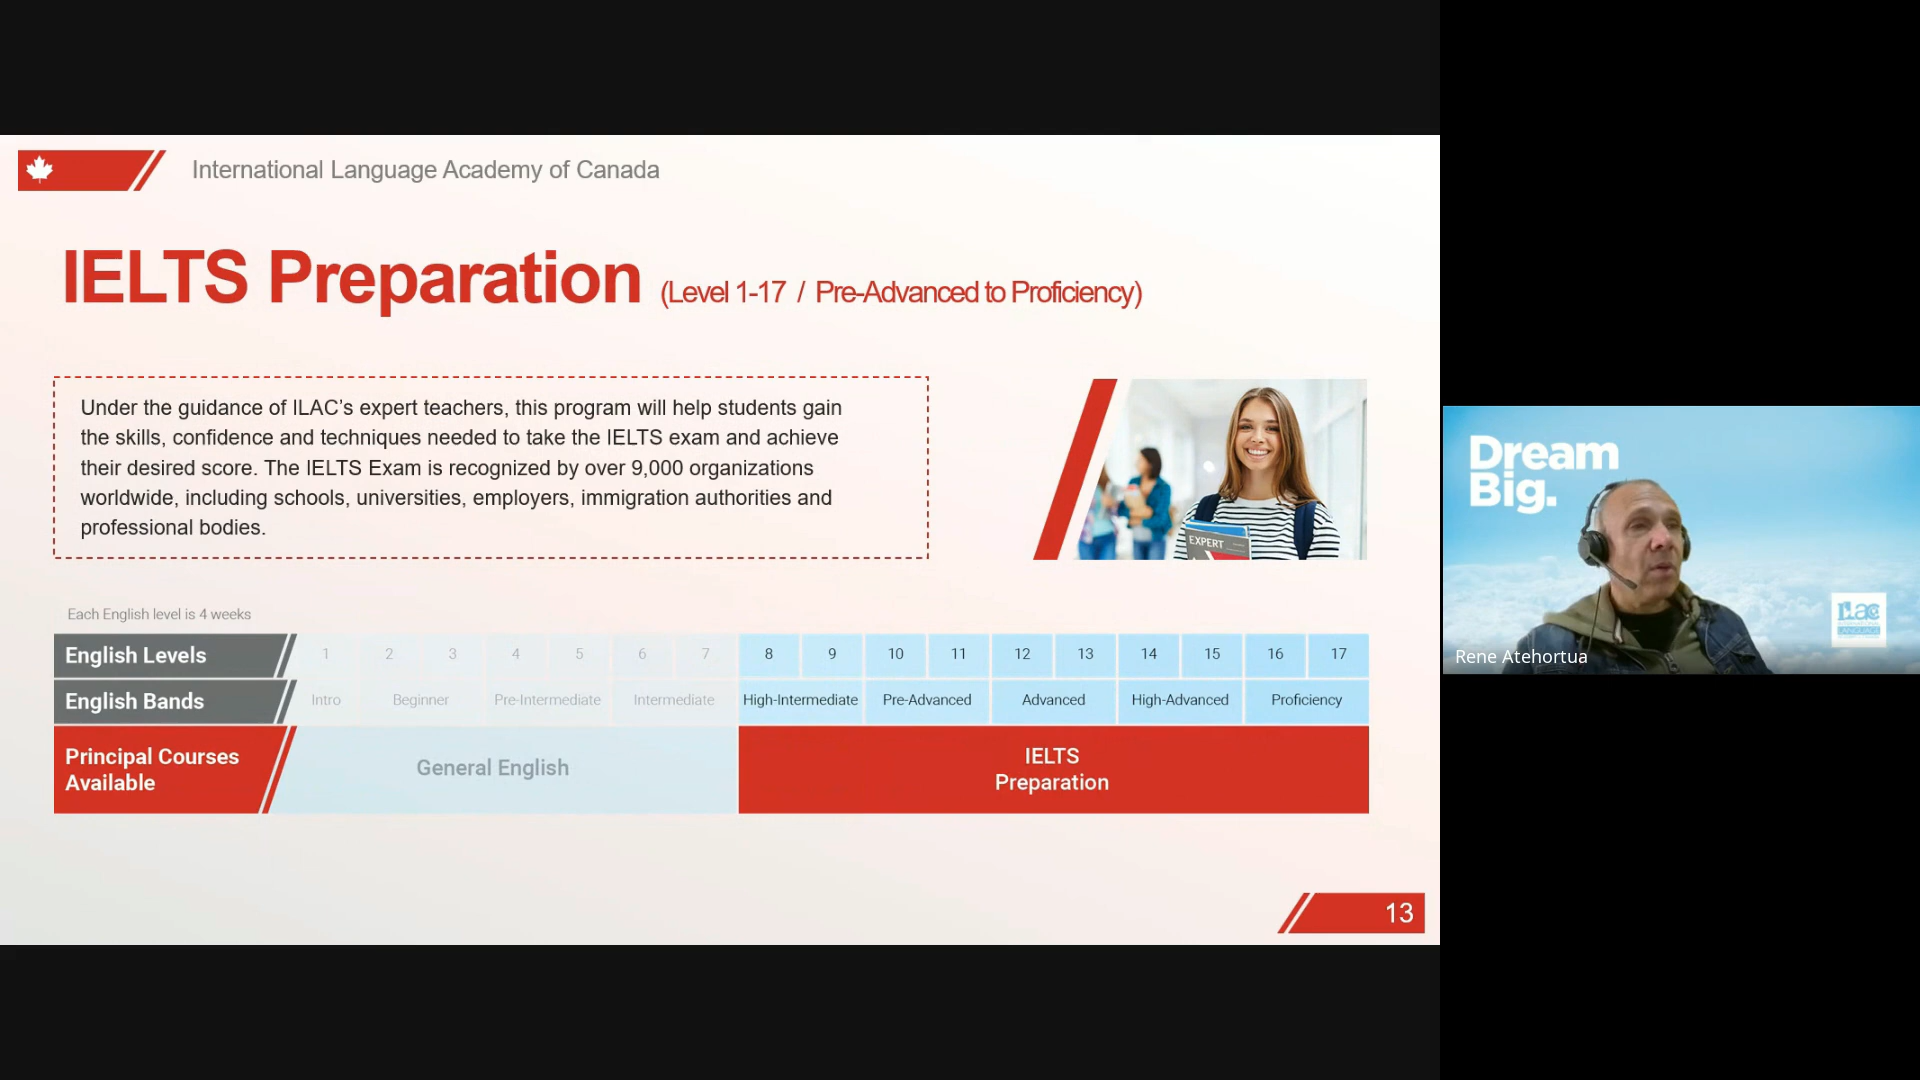 International Language Academy of Canada
IELTS Preparation (Level 1-17 / Pre-Advanced to Proficiency)
Under the guidance of ILAC’s expert teachers, this program will help students gain
the skills, confidence and techniques needed to take the IELTS exam and achieve
their desired score. The IELTS Exam is recognized by over 9,000 organizations
worldwide, including schools, universities, employers, immigration authorities and
professional bodies.
EXPERT
Each English level is 4 weeks
English Levels 1 2 3 4 5 6 7 8 9 10 11 12 13 14 15 16 17
English Bands Intro Beginner Pre-Intermediate Intermediate High-Intermediate Pre-Advanced Advanced High-Advanced Proficiency
Principal Courses
Available
General English
IELTS
Preparation
13
Dream
Big.
ilac
Rene Atehortua